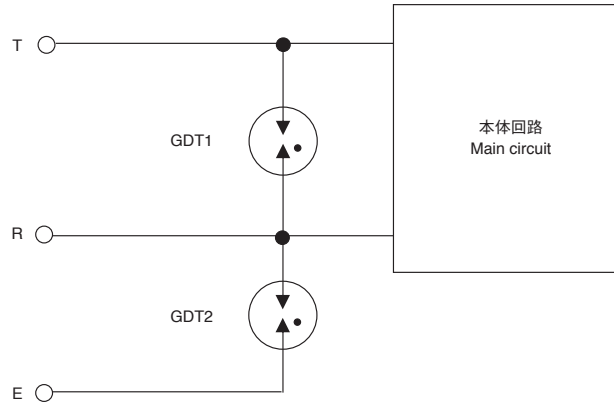 T
GDT1
本体回路
Main circuit
R
GDT2
E